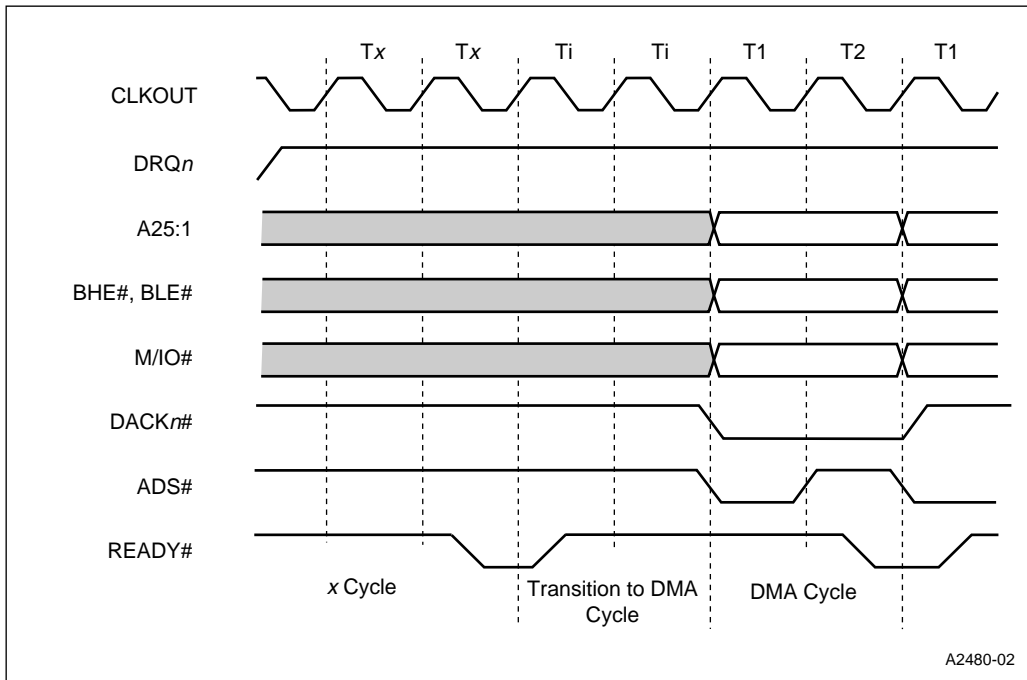 Tx Tx Ti Ti T1 T2 T1
CLKOUT
DRQn
A25:1
BHE#, BLE#
M/IO#
DACKn#
ADS#
READY#
x Cycle
Transition to DMA
Cycle
DMA Cycle
A2480-02